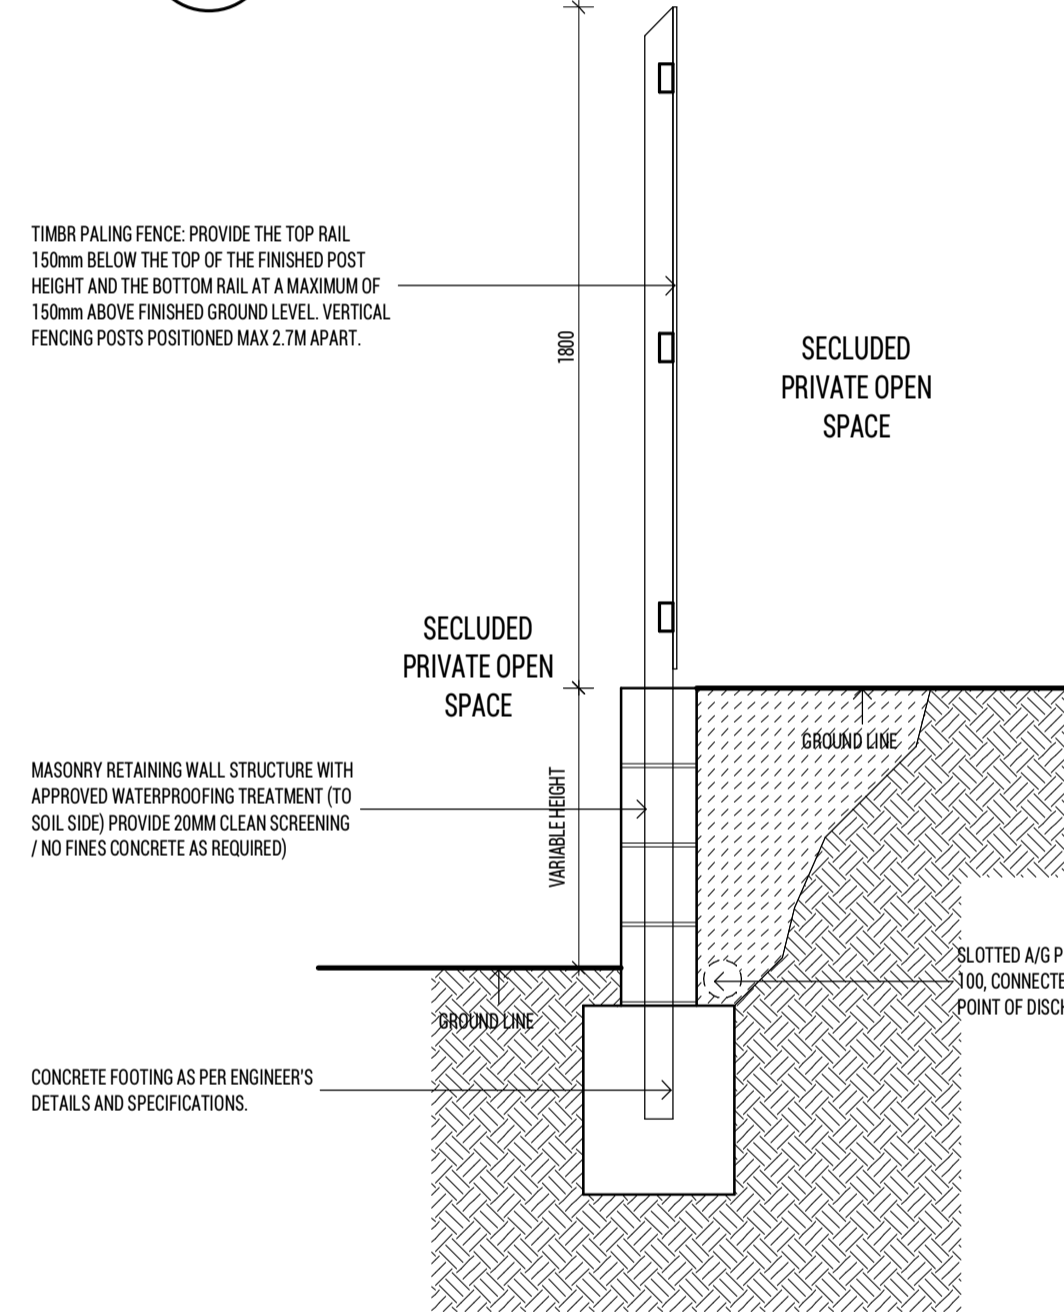 TIMBR PALING FENCE: PROVIDE THE TOP RAIL
150mm BELOW THE TOP OF THE FINISHED POST
HEIGHT AND THE BOTTOM RAIL AT A MAXIMUM OF
150mm ABOVE FINISHED GROUND LEVEL. VERTICAL
FENCING POSTS POSITIONED MAX 2.7M APART.
1800
SECLUDED
PRIVATE OPEN
SPACE
SECLUDED
PRIVATE OPEN
SPACE
GROUND LINE
MASONRY RETAINING WALL STRUCTURE WITH
APPROVED WATERPROOFING TREATMENT (TO
SOIL SIDE) PROVIDE 20MM CLEAN SCREENING
/ NO FINES CONCRETE AS REQUIRED)
VARIABLE HEIGHT
SLOTTED A/G P
100, CONNECTE
POINT OF DISCH
GROUND LINE
CONCRETE FOOTING AS PER ENGINEER'S
DETAILS AND SPECIFICATIONS.